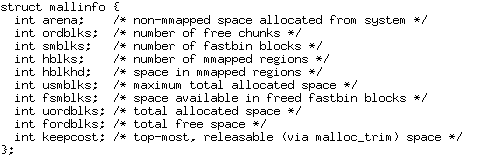 struct mallinfo {
  int arena;    /* non-mmapped space allocated from system */
  int ordblks;  /* number of free chunks */
  int smblks;   /* number of fastbin blocks */
  int hblks;    /* number of mmapped regions */
  int hblkhd;   /* space in mmapped regions */
  int usmblks;  /* maximum total allocated space */
  int fsmblks;  /* space available in freed fastbin blocks */
  int uordblks; /* total allocated space */
  int fordblks; /* total free space */
  int keepcost; /* top-most, releasable (via malloc_trim) space */
};